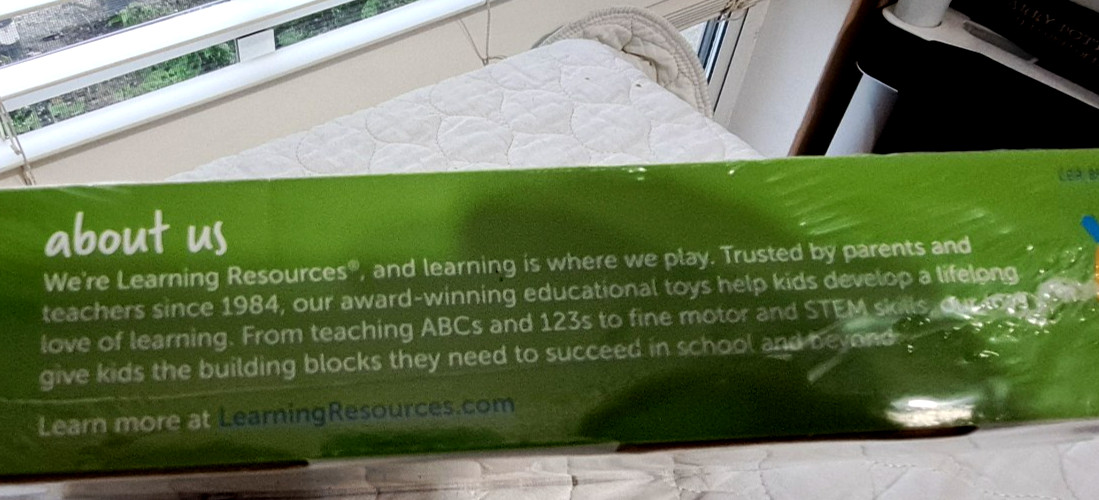 about us
We're Learning Resources®, and learning is where we play. Trusted by parents and
teachers since 1984, our award-winning educational toys help kids develop a lifelong
love of learning. From teaching ABCs and 123s to fine motor and STEM skills, our toys
give kids the building blocks they need to succeed in school and beyond.
Learn more at LearningResources.com